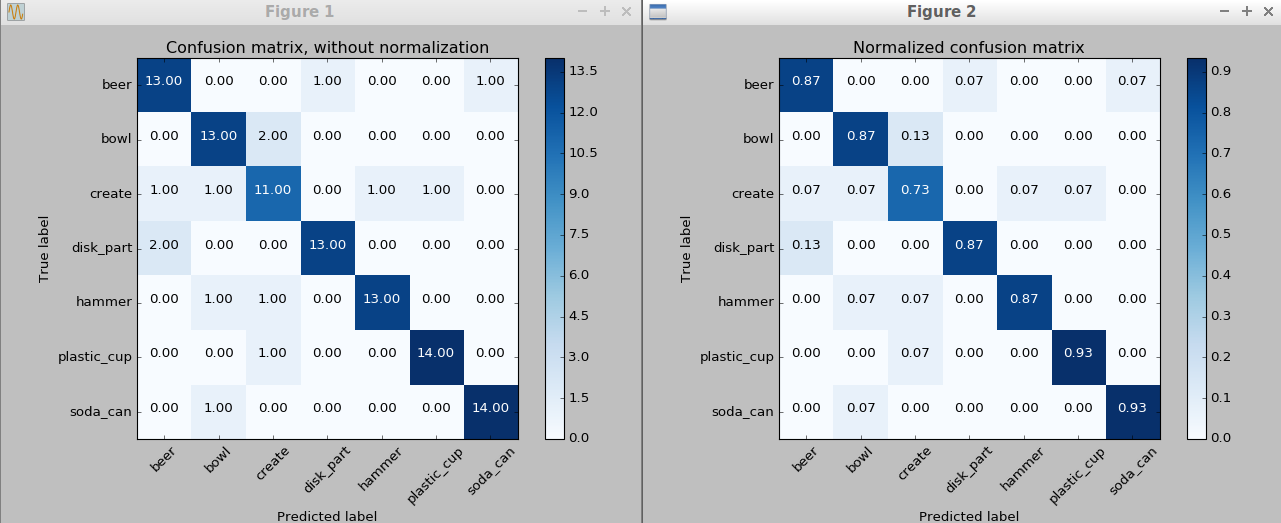 Figure 1
Confusion matrix, without normalization
True label
beer 13.00 0.00 0.00 1.00 0.00 0.00 1.00
bowl 0.00 13.00 2.00 0.00 0.00 0.00 0.00
create 1.00 1.00 11.00 0.00 1.00 1.00 0.00
disk_part 2.00 0.00 0.00 13.00 0.00 0.00 0.00
hammer 0.00 1.00 1.00 0.00 13.00 0.00 0.00
plastic_cup 0.00 0.00 1.00 0.00 0.00 14.00 0.00
soda_can 0.00 1.00 0.00 0.00 0.00 0.00 14.00
beer bowl create disk_part hammer plastic_cup soda_can
Predicted label
13.5
12.0
10.5
9.0
7.5
6.0
4.5
3.0
1.5
0.0
Figure 2
Normalized confusion matrix
True label
beer 0.87 0.00 0.00 0.07 0.00 0.00 0.07
bowl 0.00 0.87 0.13 0.00 0.00 0.00 0.00
create 0.07 0.07 0.73 0.00 0.07 0.07 0.00
disk_part 0.13 0.00 0.00 0.87 0.00 0.00 0.00
hammer 0.00 0.07 0.07 0.00 0.87 0.00 0.00
plastic_cup 0.00 0.00 0.07 0.00 0.00 0.93 0.00
soda_can 0.00 0.07 0.00 0.00 0.00 0.00 0.93
beer bowl create disk_part hammer plastic_cup soda_can
Predicted label
0.9
0.8
0.7
0.6
0.5
0.4
0.3
0.2
0.1
0.0